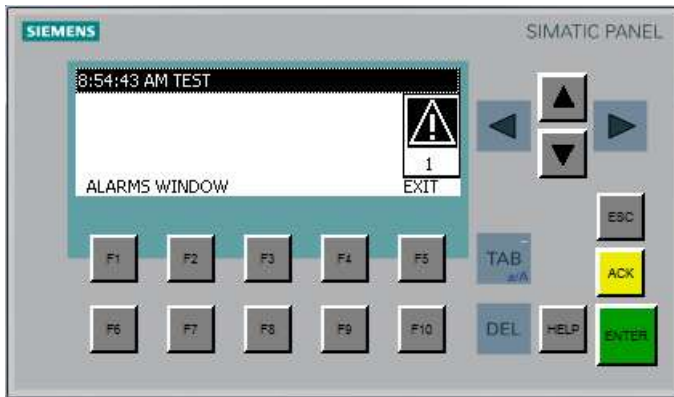 SIEMENS SIMATIC PANEL
8:54:43 AM TEST
1
ALARMS WINDOW EXIT
ESC
F1 F2 F3 F4 F5 TAB a/A ACK
F6 F7 F8 F9 F10 DEL HELP ENTER